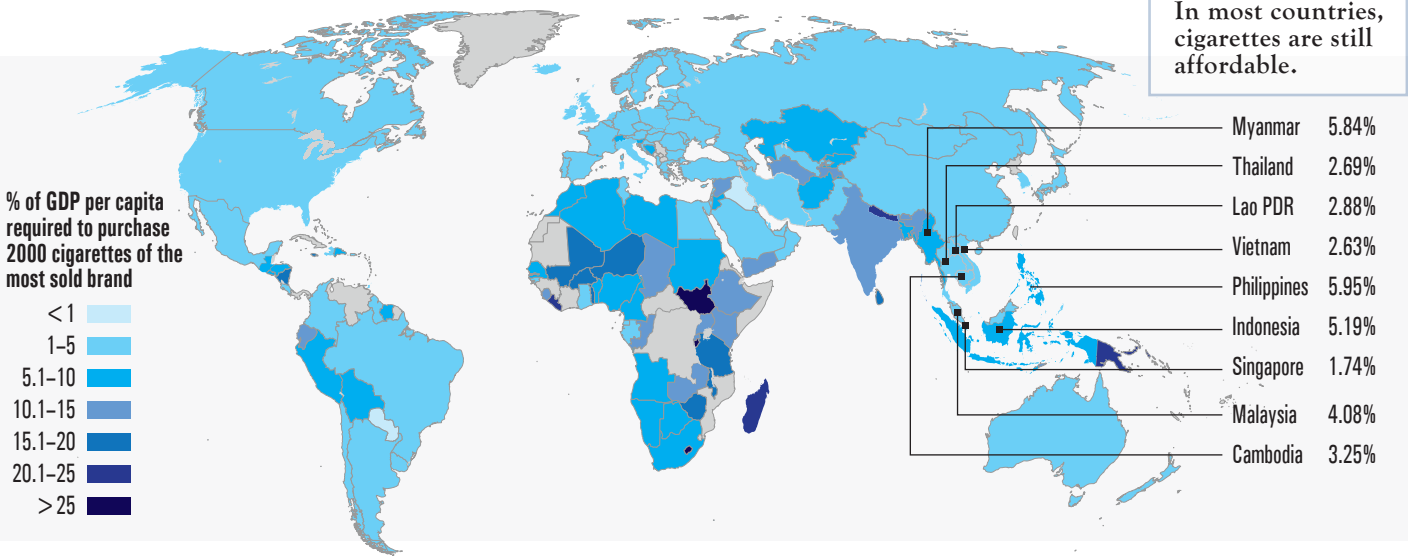 In most countries,
cigarettes are still
affordable.
% of GDP per capita
required to purchase
2000 cigarettes of the
most sold brand
< 1
1–5
5.1–10
10.1–15
15.1–20
20.1–25
> 25
Myanmar 5.84%
Thailand 2.69%
Lao PDR 2.88%
Vietnam 2.63%
Philippines 5.95%
Indonesia 5.19%
Singapore 1.74%
Malaysia 4.08%
Cambodia 3.25%